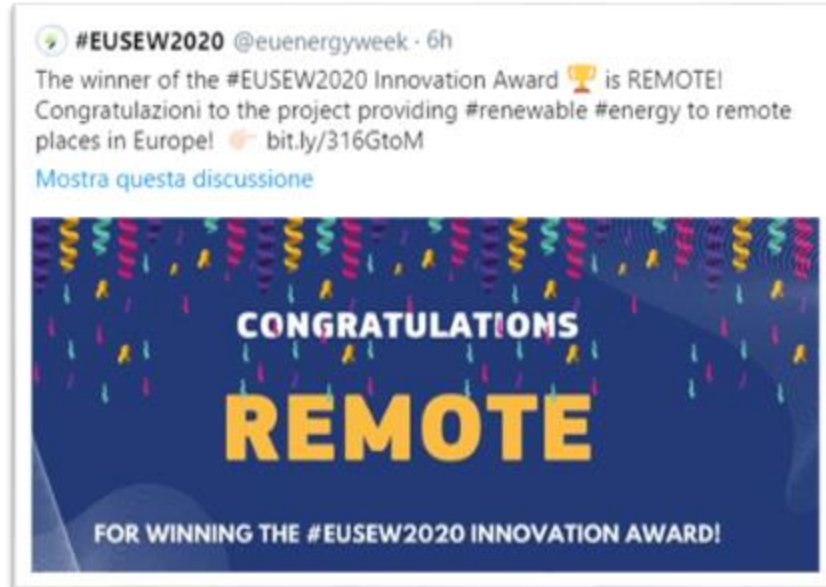 #EUSEW2020 @euenergyweek · 6h
The winner of the #EUSEW2020 Innovation Award 🏆 is REMOTE!
Congratulazioni to the project providing #renewable #energy to remote
places in Europe! 👉🏻 bit.ly/316GtoM
Mostra questa discussione
CONGRATULATIONS
REMOTE
FOR WINNING THE #EUSEW2020 INNOVATION AWARD!